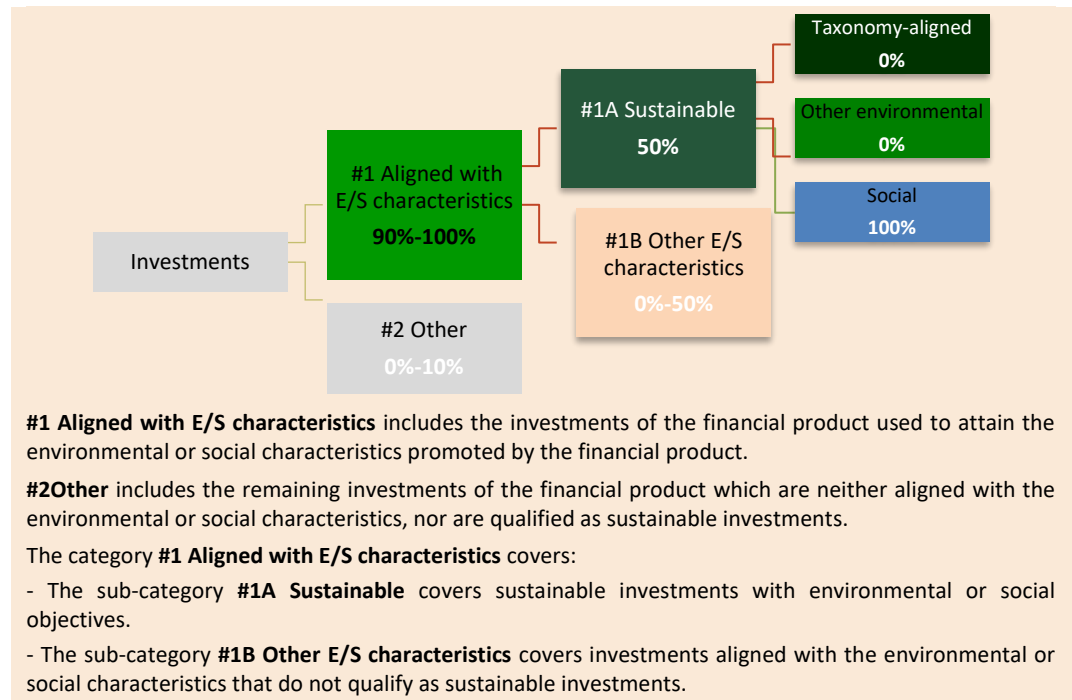 Taxonomy-aligned
0%
#1A Sustainable
50%
Other environmental
0%
#1 Aligned with
E/S characteristics
90%-100%
Social
100%
#1B Other E/S
characteristics
0%-50%
Investments
#2 Other
0%-10%
#1 Aligned with E/S characteristics includes the investments of the financial product used to attain the
environmental or social characteristics promoted by the financial product.
#2Other includes the remaining investments of the financial product which are neither aligned with the
environmental or social characteristics, nor are qualified as sustainable investments.
The category #1 Aligned with E/S characteristics covers:
- The sub-category #1A Sustainable covers sustainable investments with environmental or social
objectives.
- The sub-category #1B Other E/S characteristics covers investments aligned with the environmental or
social characteristics that do not qualify as sustainable investments.